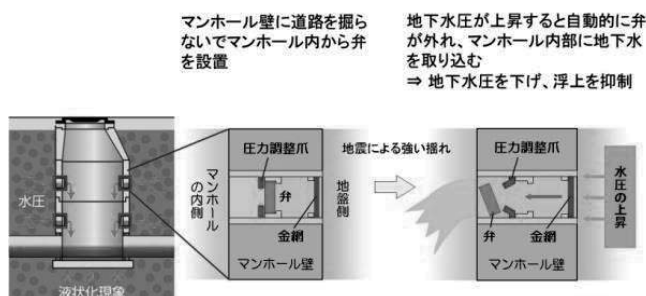 マンホール壁に道路を掘ら
ないでマンホール内から弁
を設置
地下水圧が上昇すると自動的に弁
が外れ、マンホール内部に地下水
を取り込む
⇒ 地下水圧を下げ、浮上を抑制
水圧
液状化現象
マンホール
の内側
圧力調整爪
弁
金網
マンホール壁
地盤側
地震による強い揺れ
圧力調整爪
弁
金網
マンホール壁
水圧の上昇